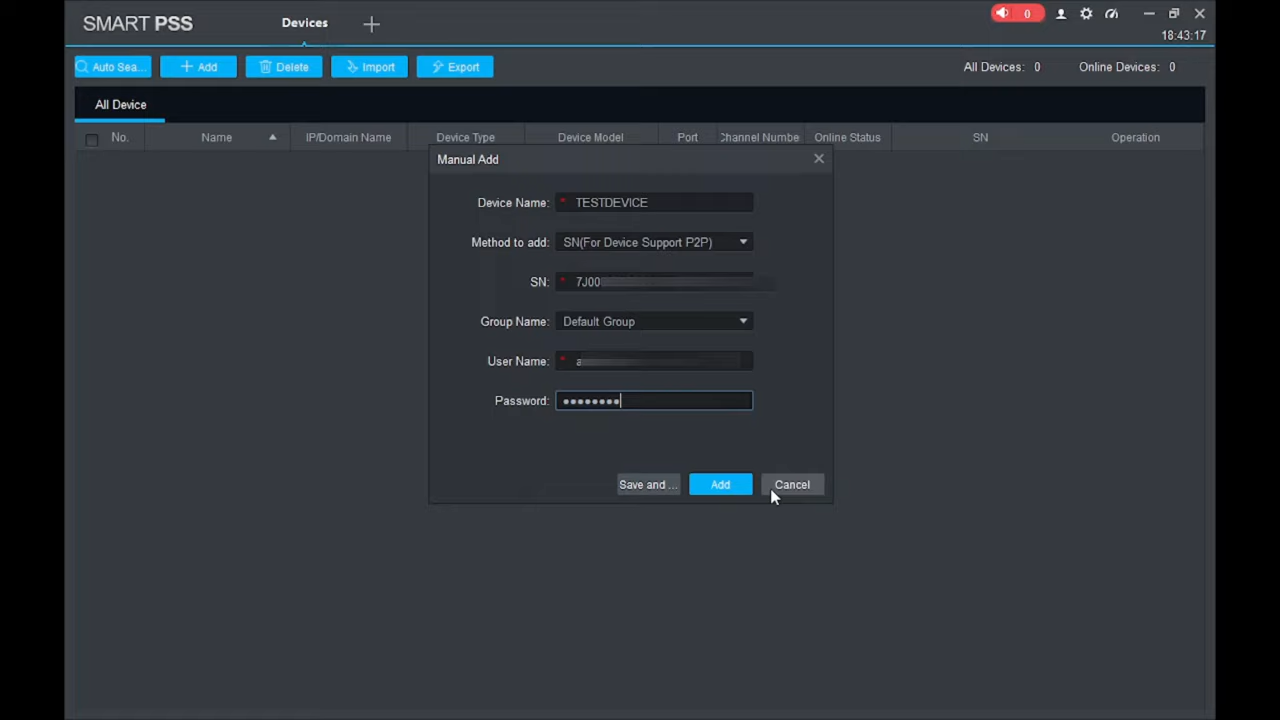 SMART PSS
Devices
0
18:43:17
Auto Sea...
Add
Delete
Import
Export
All Devices: 0
Online Devices: 0
All Device
No.
Name
IP/Domain Name
Device Type
Device Model
Port
Channel Numbe
Online Status
SN
Operation
Manual Add
Device Name: * TESTDEVICE
Method to add: SN(For Device Support P2P)
SN: * 7J00
Group Name: Default Group
User Name: * a
Password: ••••••••
Save and ...
Add
Cancel